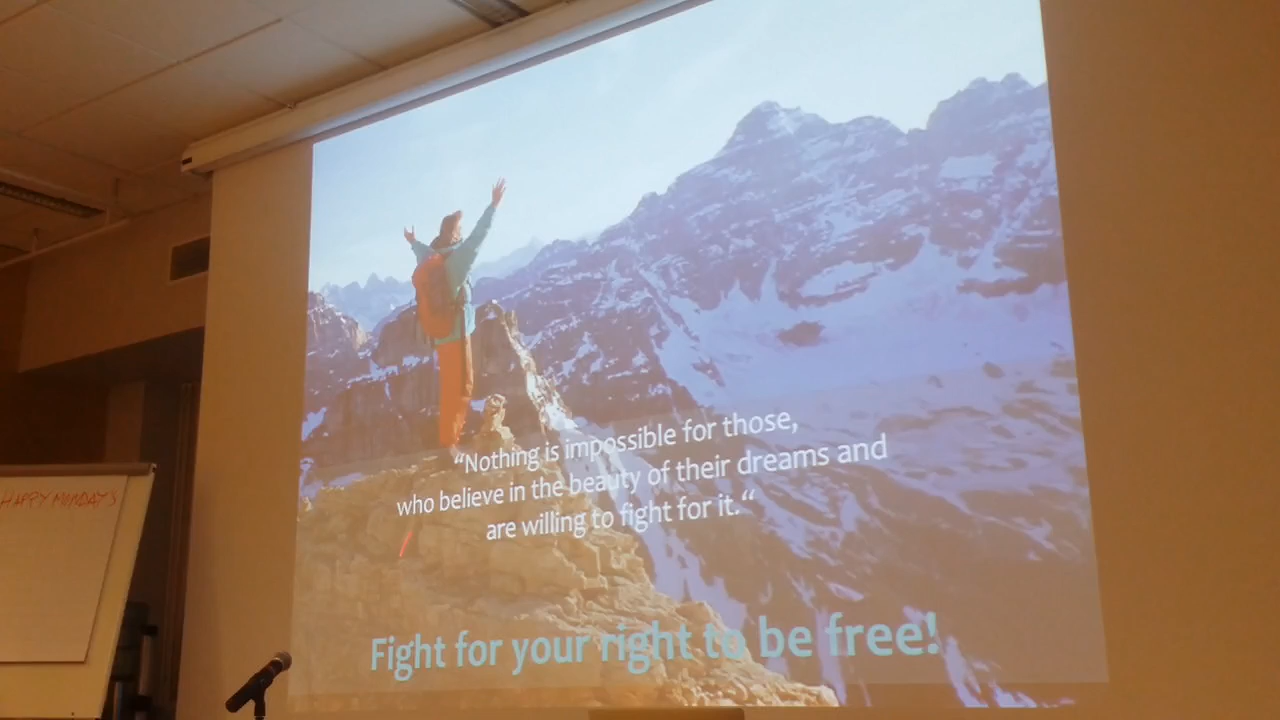 HAPPY MONDAYS
“Nothing is impossible for those,
who believe in the beauty of their dreams and
are willing to fight for it.“
Fight for your right to be free!